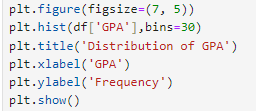 plt.figure(figsize=(7, 5))
plt.hist(df['GPA'],bins=30)
plt.title('Distribution of GPA')
plt.xlabel('GPA')
plt.ylabel('Frequency')
plt.show()